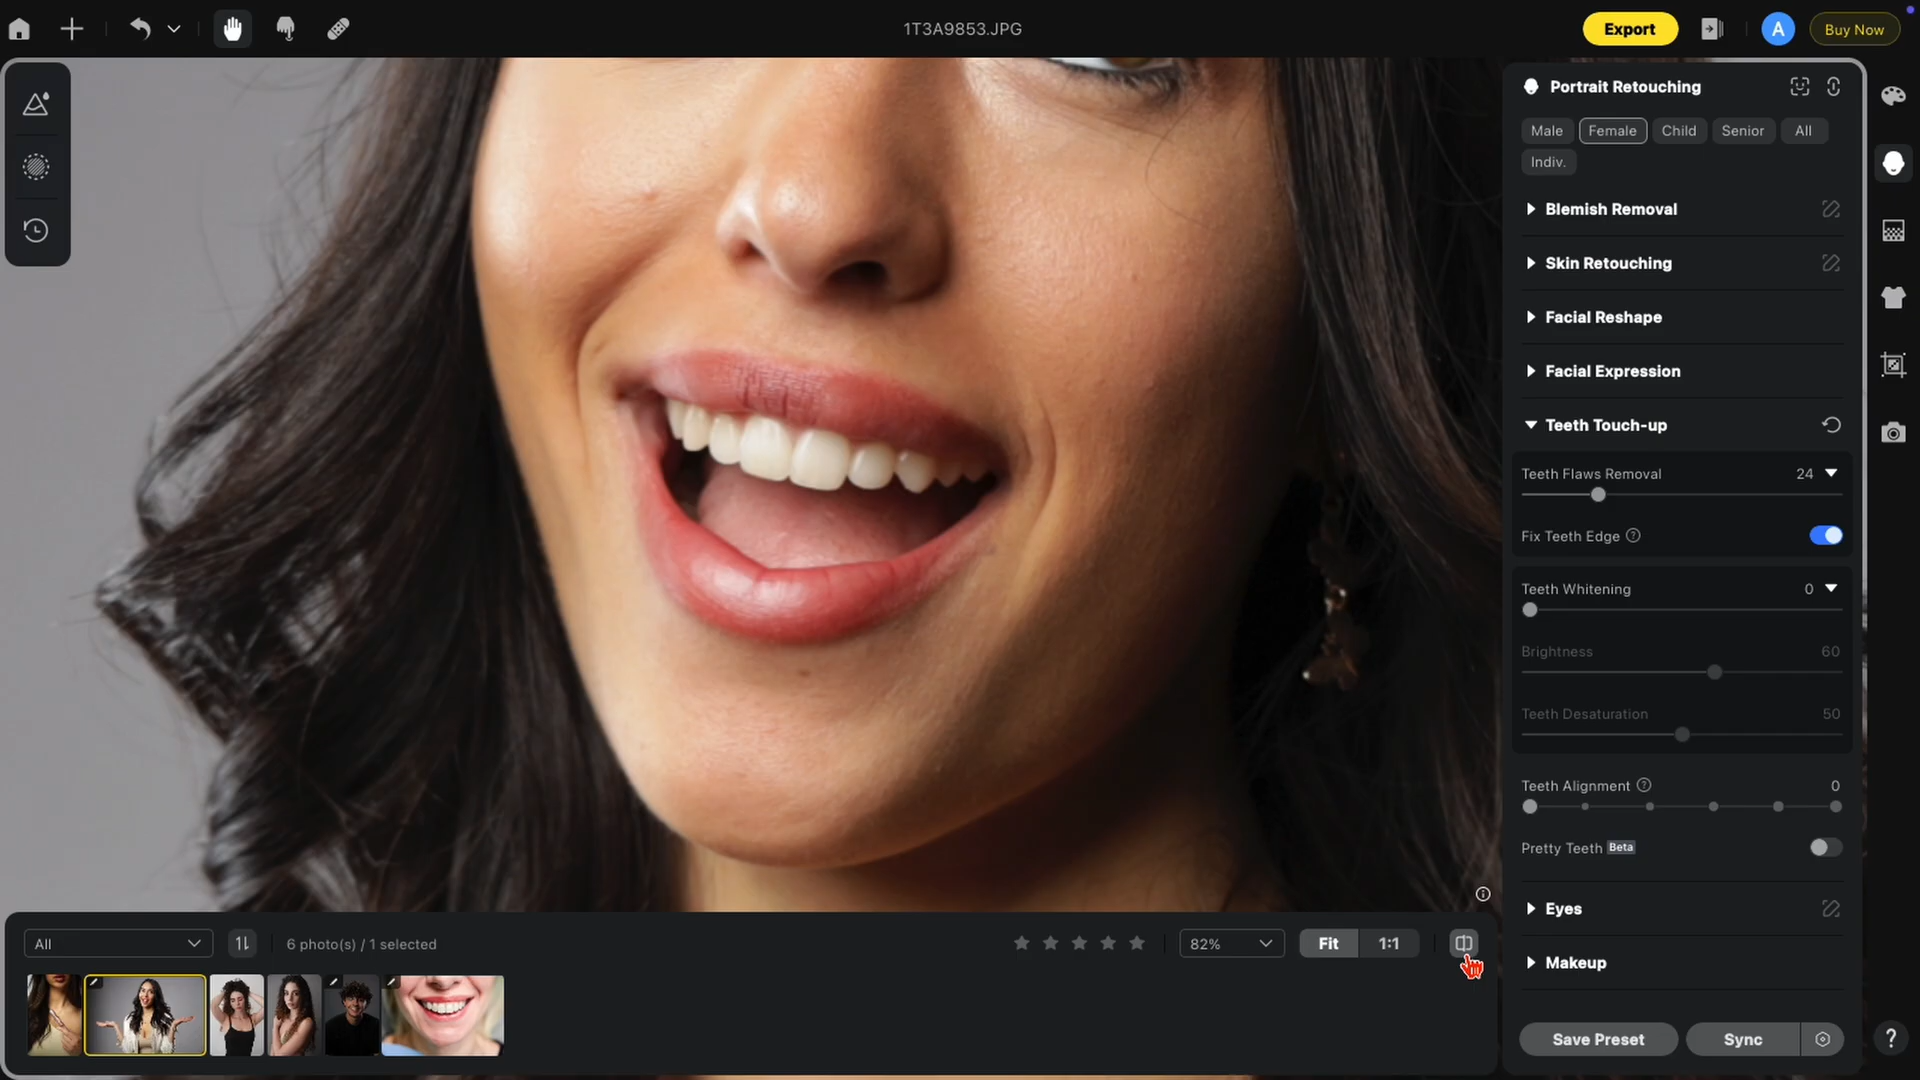 1T3A9853.JPG
Export
A
Buy Now
Portrait Retouching
Male
Female
Child
Senior
All
Indiv.
Blemish Removal
Skin Retouching
Facial Reshape
Facial Expression
Teeth Touch-up
Teeth Flaws Removal 24
Fix Teeth Edge ?
Teeth Whitening 0
Brightness 60
Teeth Desaturation 50
Teeth Alignment ? 0
Pretty Teeth Beta
Eyes
Makeup
Save Preset
Sync
?
All
6 photo(s) / 1 selected
82%
Fit
1:1